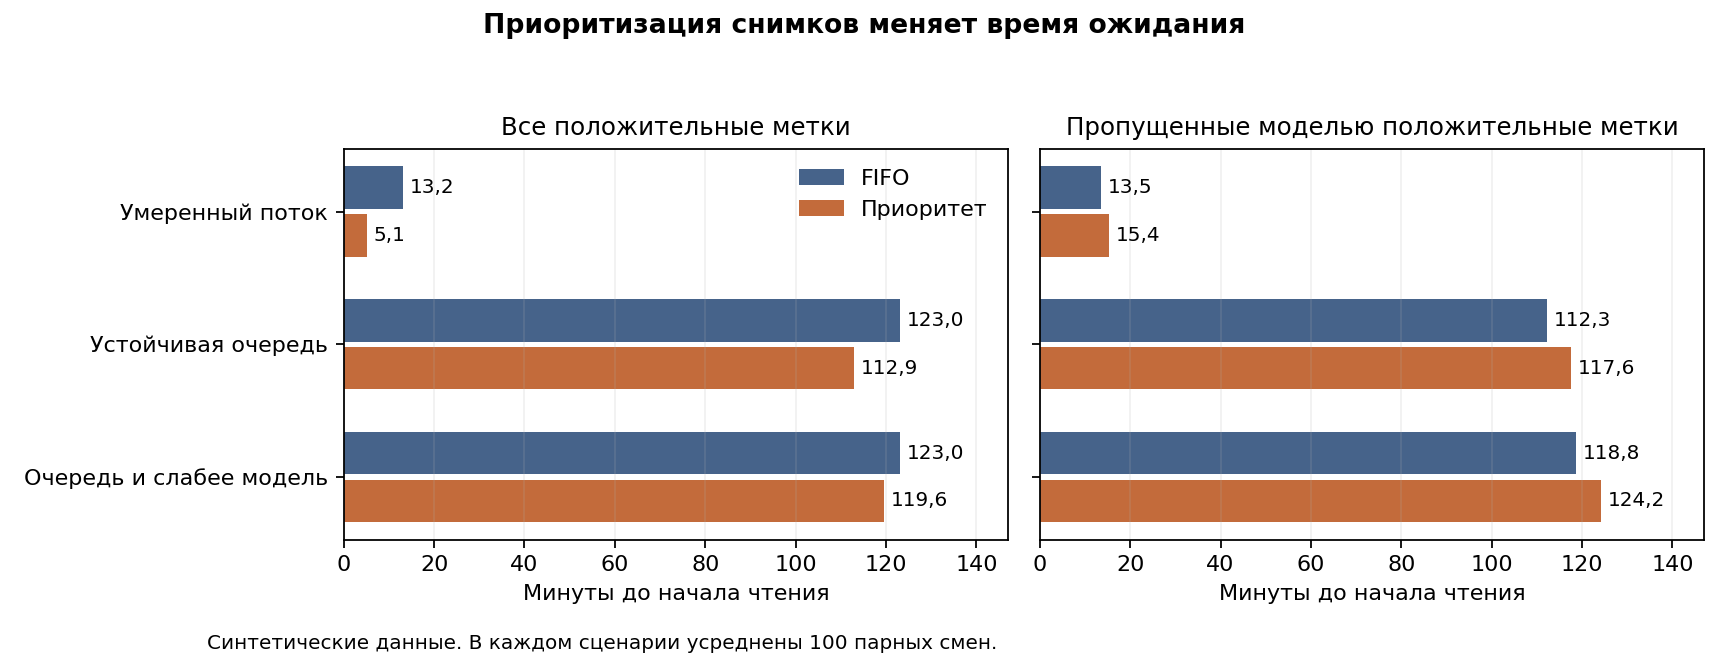 Приоритизация снимков меняет время ожидания
Все положительные метки
Пропущенные моделью положительные метки
FIFO
Приоритет
Умеренный поток
13,2
5,1
13,5
15,4
Устойчивая очередь
123,0
112,9
112,3
117,6
Очередь и слабее модель
123,0
119,6
118,8
124,2
0 20 40 60 80 100 120 140
0 20 40 60 80 100 120 140
Минуты до начала чтения
Минуты до начала чтения
Синтетические данные. В каждом сценарии усреднены 100 парных смен.